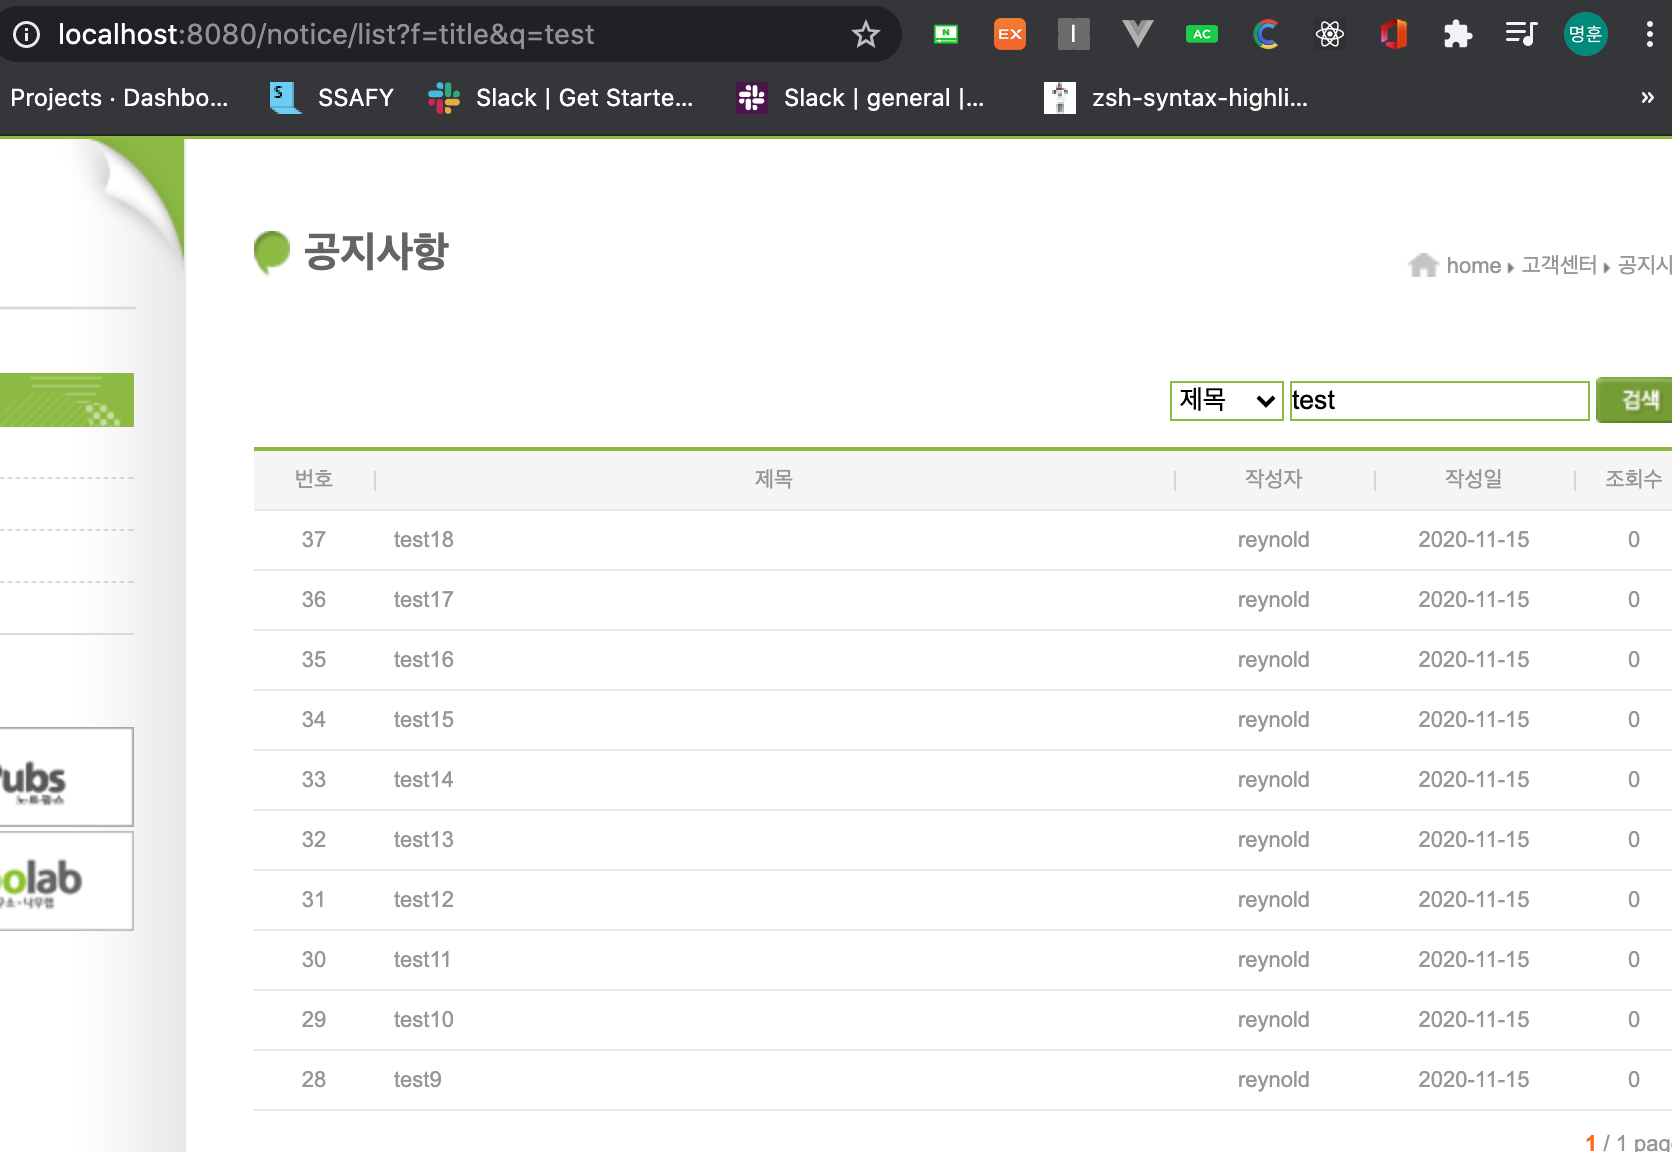 localhost:8080/notice/list?f=title&q=test
N EX I AC 명훈
Projects · Dashbo... S SSAFY Slack | Get Starte... Slack | general |... zsh-syntax-highli... »
공지사항
home 고객센터 공지사
제목 test 검색
번호 제목 작성자 작성일 조회수
37 test18 reynold 2020-11-15 0
36 test17 reynold 2020-11-15 0
35 test16 reynold 2020-11-15 0
34 test15 reynold 2020-11-15 0
33 test14 reynold 2020-11-15 0
32 test13 reynold 2020-11-15 0
31 test12 reynold 2020-11-15 0
30 test11 reynold 2020-11-15 0
29 test10 reynold 2020-11-15 0
28 test9 reynold 2020-11-15 0
ubs
olab
1 / 1 pag